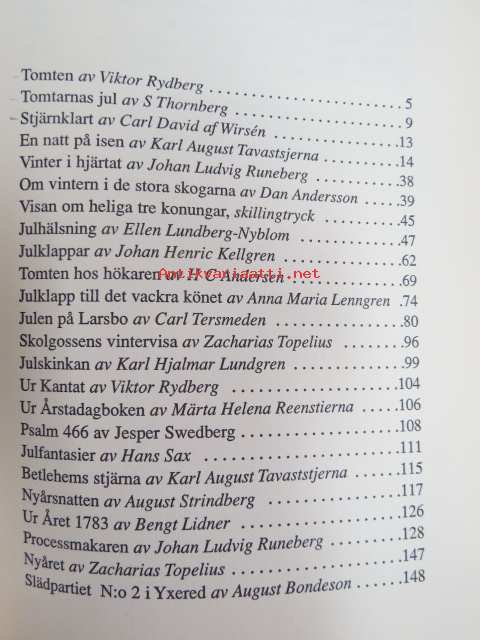 Tomten av Viktor Rydberg ........................ 5
Tomtarnas jul av S Thornberg ........................ 9
Stjärnklart av Carl David af Wirsén ................. 13
En natt på isen av Karl August Tavastsjerna ............ 14
Vinter i hjärtat av Johan Ludvig Runeberg ............. 38
Om vintern i de stora skogarna av Dan Andersson ........ 39
Visan om heliga tre konungar, skillingtryck ............ 45
Julhälsning av Ellen Lundberg-Nyblom ............... 47
Julklappar av Johan Henric Kellgren ................ 62
Tomten hos hökaren av H C Andersen ............... 69
Antikvariaatti.net
Julklapp till det vackra könet av Anna Maria Lenngren .74
Julen på Larsbo av Carl Tersmeden ................. 80
Skolgossens vintervisa av Zacharias Topelius ......... 96
Julskinkan av Karl Hjalmar Lundgren ............... 99
Ur Kantat av Viktor Rydberg ..................... 104
Ur Årstadagboken av Märta Helena Reenstierna ..... 106
Psalm 466 av Jesper Swedberg .................... 108
Julfantasier av Hans Sax ........................ 111
Betlehems stjärna av Karl August Tavaststjerna ...... 115
Nyårsnatten av August Strindberg ................. 117
Ur Året 1783 av Bengt Lidner .................... 126
Processmakaren av Johan Ludvig Runeberg ......... 128
Nyåret av Zacharias Topelius ..................... 147
Slädpartiet N:o 2 i Yxered av August Bondeson ...... 148